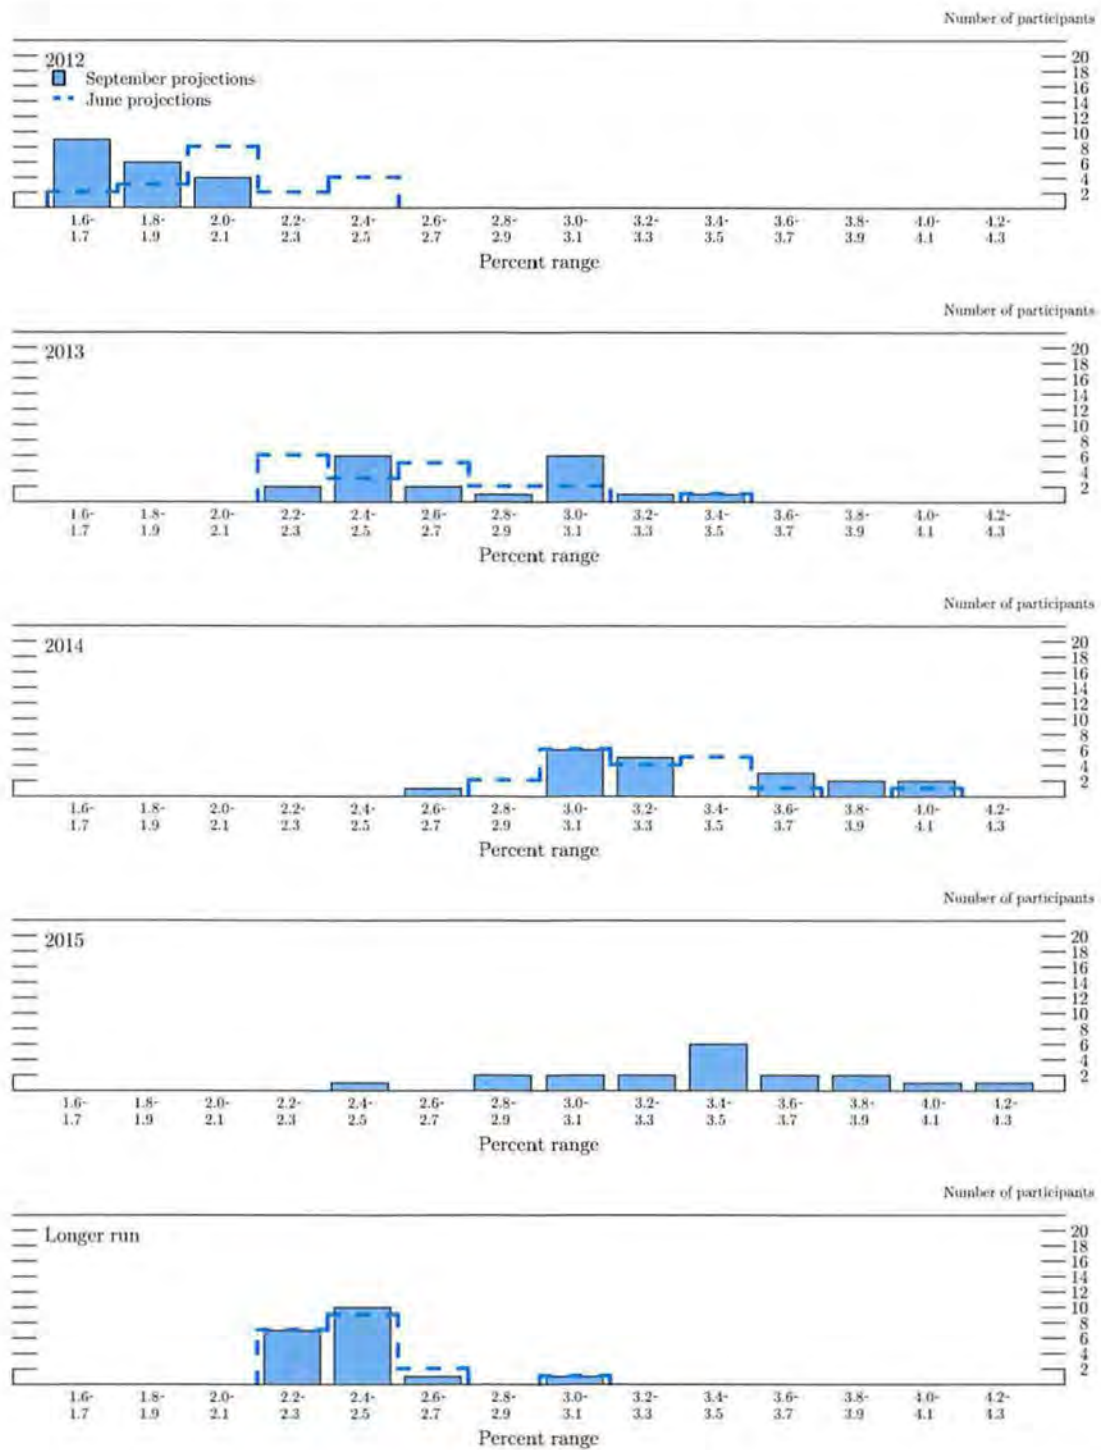 Number of participants
2012
September projections
June projections
20
18
16
14
12
10
8
6
4
2
1.6- 1.8- 2.0- 2.2- 2.4- 2.6- 2.8- 3.0- 3.2- 3.4- 3.6- 3.8- 4.0- 4.2-
1.7 1.9 2.1 2.3 2.5 2.7 2.9 3.1 3.3 3.5 3.7 3.9 4.1 4.3
Percent range
Number of participants
2013
20
18
16
14
12
10
8
6
4
2
1.6- 1.8- 2.0- 2.2- 2.4- 2.6- 2.8- 3.0- 3.2- 3.4- 3.6- 3.8- 4.0- 4.2-
1.7 1.9 2.1 2.3 2.5 2.7 2.9 3.1 3.3 3.5 3.7 3.9 4.1 4.3
Percent range
Number of participants
2014
20
18
16
14
12
10
8
6
4
2
1.6- 1.8- 2.0- 2.2- 2.4- 2.6- 2.8- 3.0- 3.2- 3.4- 3.6- 3.8- 4.0- 4.2-
1.7 1.9 2.1 2.3 2.5 2.7 2.9 3.1 3.3 3.5 3.7 3.9 4.1 4.3
Percent range
Number of participants
2015
20
18
16
14
12
10
8
6
4
2
1.6- 1.8- 2.0- 2.2- 2.4- 2.6- 2.8- 3.0- 3.2- 3.4- 3.6- 3.8- 4.0- 4.2-
1.7 1.9 2.1 2.3 2.5 2.7 2.9 3.1 3.3 3.5 3.7 3.9 4.1 4.3
Percent range
Number of participants
Longer run
20
18
16
14
12
10
8
6
4
2
1.6- 1.8- 2.0- 2.2- 2.4- 2.6- 2.8- 3.0- 3.2- 3.4- 3.6- 3.8- 4.0- 4.2-
1.7 1.9 2.1 2.3 2.5 2.7 2.9 3.1 3.3 3.5 3.7 3.9 4.1 4.3
Percent range